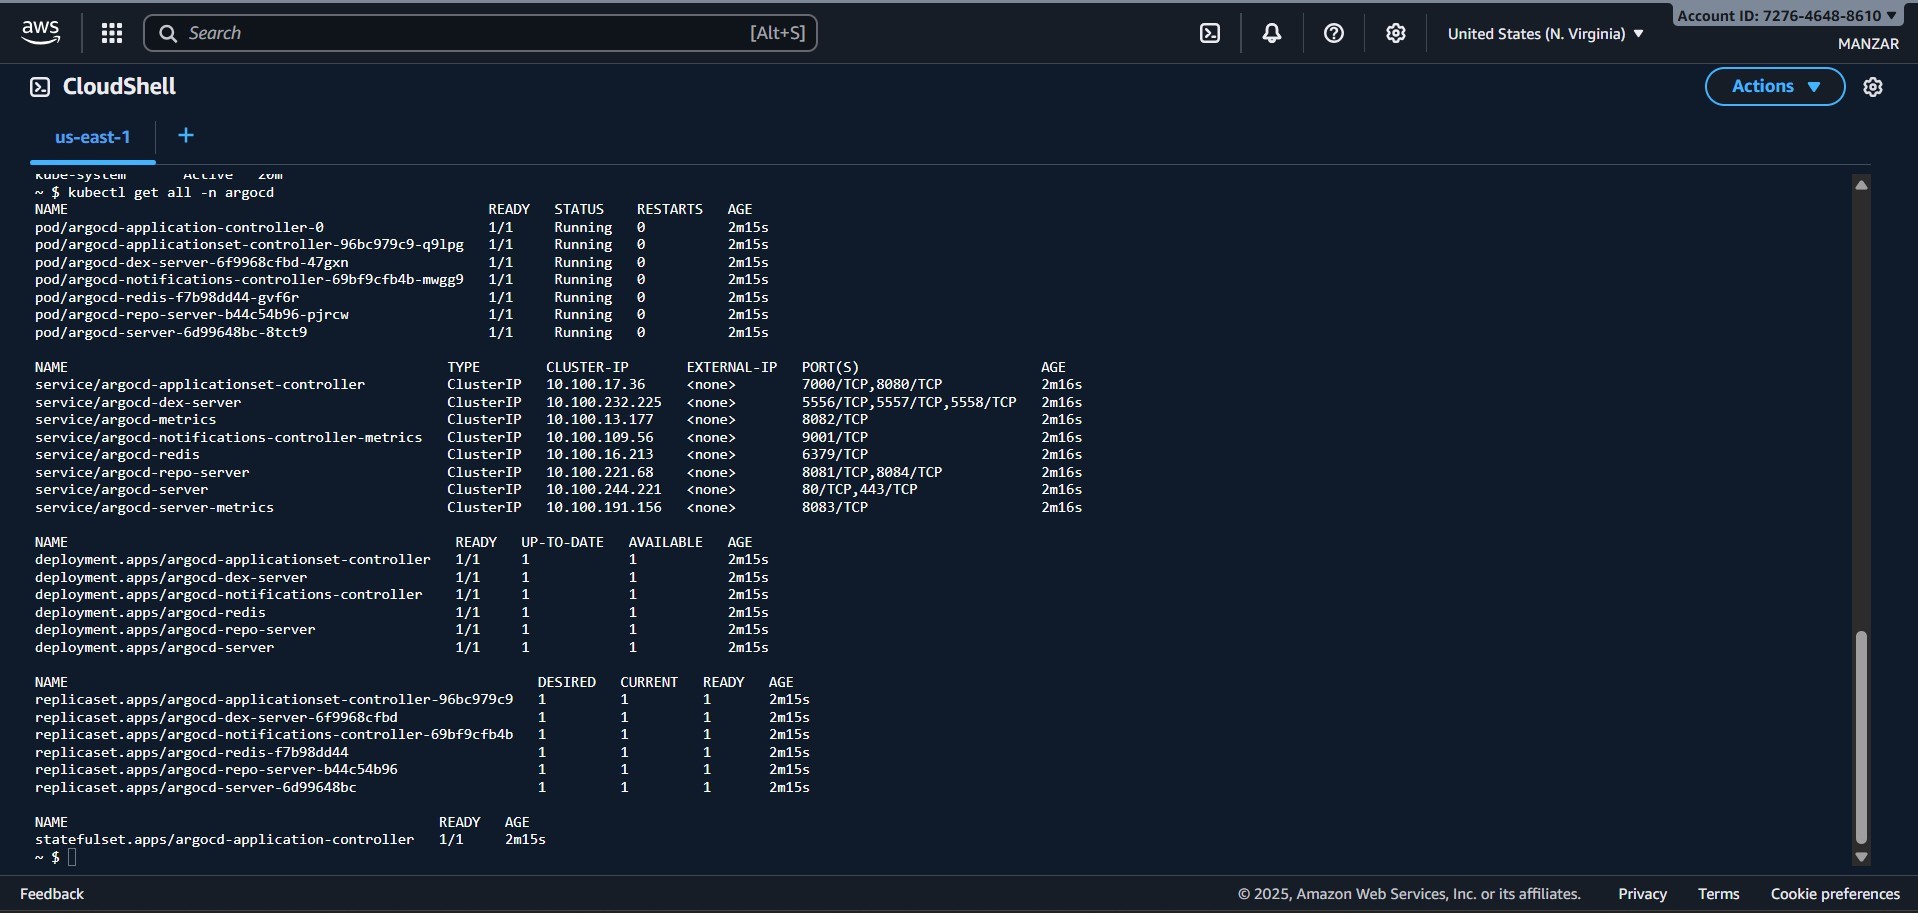 aws
Search [Alt+S]
United States (N. Virginia) ▼
Account ID: 7276-4648-8610 ▼
MANZAR
CloudShell
Actions ▼
us-east-1 +
kube-system Active 20m
~ $ kubectl get all -n argocd
NAME READY STATUS RESTARTS AGE
pod/argocd-application-controller-0 1/1 Running 0 2m15s
pod/argocd-applicationset-controller-96bc979c9-q9lpg 1/1 Running 0 2m15s
pod/argocd-dex-server-6f9968cfbd-47gxn 1/1 Running 0 2m15s
pod/argocd-notifications-controller-69bf9cfb4b-mwgg9 1/1 Running 0 2m15s
pod/argocd-redis-f7b98dd44-gvf6r 1/1 Running 0 2m15s
pod/argocd-repo-server-b44c54b96-pjrcw 1/1 Running 0 2m15s
pod/argocd-server-6d99648bc-8tct9 1/1 Running 0 2m15s
NAME TYPE CLUSTER-IP EXTERNAL-IP PORT(S) AGE
service/argocd-applicationset-controller ClusterIP 10.100.17.36 <none> 7000/TCP,8080/TCP 2m16s
service/argocd-dex-server ClusterIP 10.100.232.225 <none> 5556/TCP,5557/TCP,5558/TCP 2m16s
service/argocd-metrics ClusterIP 10.100.13.177 <none> 8082/TCP 2m16s
service/argocd-notifications-controller-metrics ClusterIP 10.100.109.56 <none> 9001/TCP 2m16s
service/argocd-redis ClusterIP 10.100.16.213 <none> 6379/TCP 2m16s
service/argocd-repo-server ClusterIP 10.100.221.68 <none> 8081/TCP,8084/TCP 2m16s
service/argocd-server ClusterIP 10.100.244.221 <none> 80/TCP,443/TCP 2m16s
service/argocd-server-metrics ClusterIP 10.100.191.156 <none> 8083/TCP 2m16s
NAME READY UP-TO-DATE AVAILABLE AGE
deployment.apps/argocd-applicationset-controller 1/1 1 1 2m15s
deployment.apps/argocd-dex-server 1/1 1 1 2m15s
deployment.apps/argocd-notifications-controller 1/1 1 1 2m15s
deployment.apps/argocd-redis 1/1 1 1 2m15s
deployment.apps/argocd-repo-server 1/1 1 1 2m15s
deployment.apps/argocd-server 1/1 1 1 2m15s
NAME DESIRED CURRENT READY AGE
replicaset.apps/argocd-applicationset-controller-96bc979c9 1 1 1 2m15s
replicaset.apps/argocd-dex-server-6f9968cfbd 1 1 1 2m15s
replicaset.apps/argocd-notifications-controller-69bf9cfb4b 1 1 1 2m15s
replicaset.apps/argocd-redis-f7b98dd44 1 1 1 2m15s
replicaset.apps/argocd-repo-server-b44c54b96 1 1 1 2m15s
replicaset.apps/argocd-server-6d99648bc 1 1 1 2m15s
NAME READY AGE
statefulset.apps/argocd-application-controller 1/1 2m15s
~ $
Feedback © 2025, Amazon Web Services, Inc. or its affiliates. Privacy Terms Cookie preferences